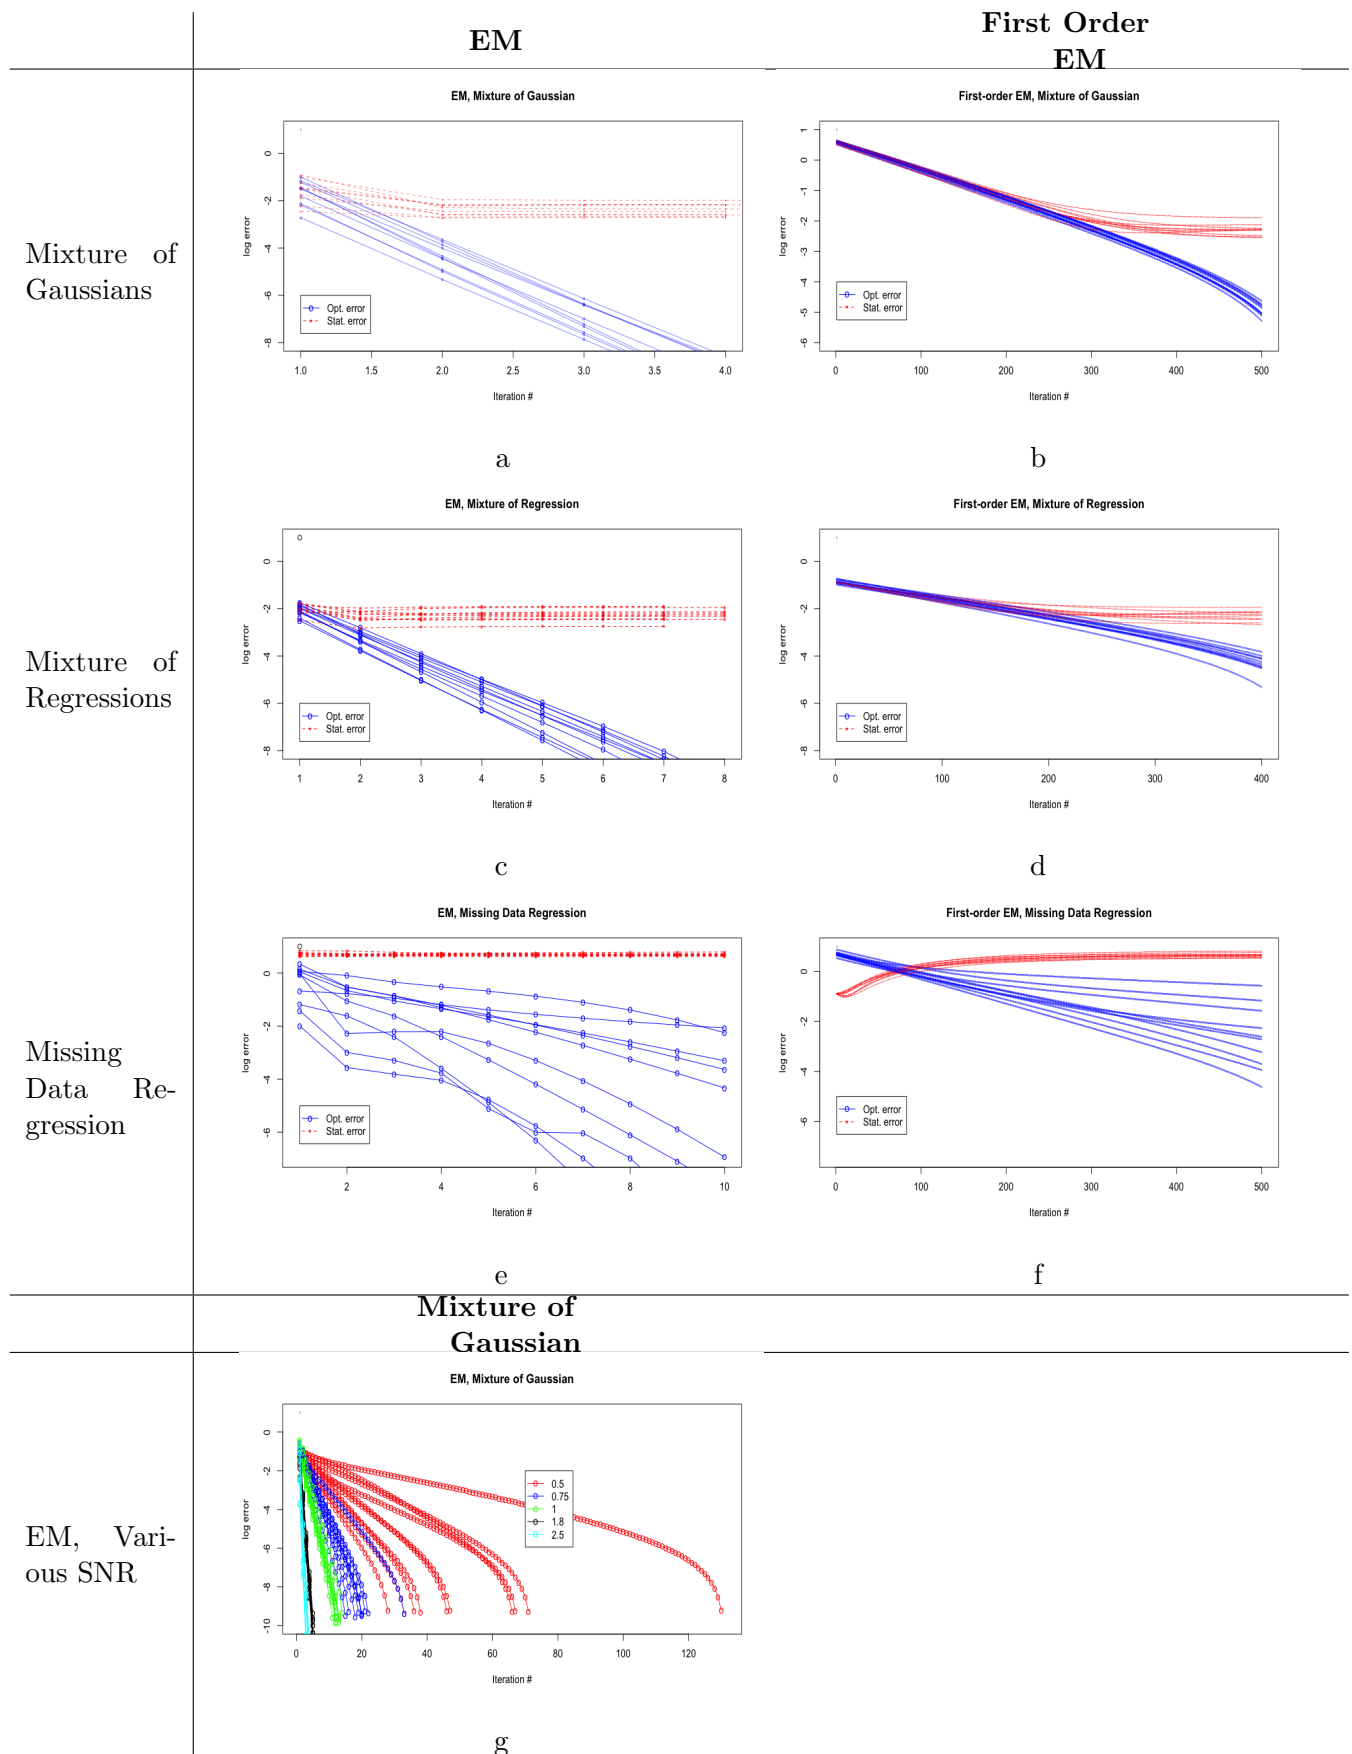 EM
First Order
EM
Mixture of
Gaussians
EM, Mixture of Gaussian
log error
0
-2
-4
-6
-8
Opt. error
Stat. error
1.0 1.5 2.0 2.5 3.0 3.5 4.0
Iteration #
a
First-order EM, Mixture of Gaussian
log error
1
0
-1
-2
-3
-4
-5
-6
Opt. error
Stat. error
0 100 200 300 400 500
Iteration #
b
Mixture of
Regressions
EM, Mixture of Regression
log error
0
-2
-4
-6
-8
Opt. error
Stat. error
1 2 3 4 5 6 7 8
Iteration #
c
First-order EM, Mixture of Regression
log error
0
-2
-4
-6
-8
Opt. error
Stat. error
0 100 200 300 400
Iteration #
d
Missing
Data Re-
gression
EM, Missing Data Regression
log error
0
-2
-4
-6
Opt. error
Stat. error
2 4 6 8 10
Iteration #
e
First-order EM, Missing Data Regression
log error
0
-2
-4
-6
Opt. error
Stat. error
0 100 200 300 400 500
Iteration #
f
Mixture of
Gaussian
EM, Vari-
ous SNR
EM, Mixture of Gaussian
log error
0
-2
-4
-6
-8
-10
0.5
0.75
1
1.8
2.5
0 20 40 60 80 100 120
Iteration #
g